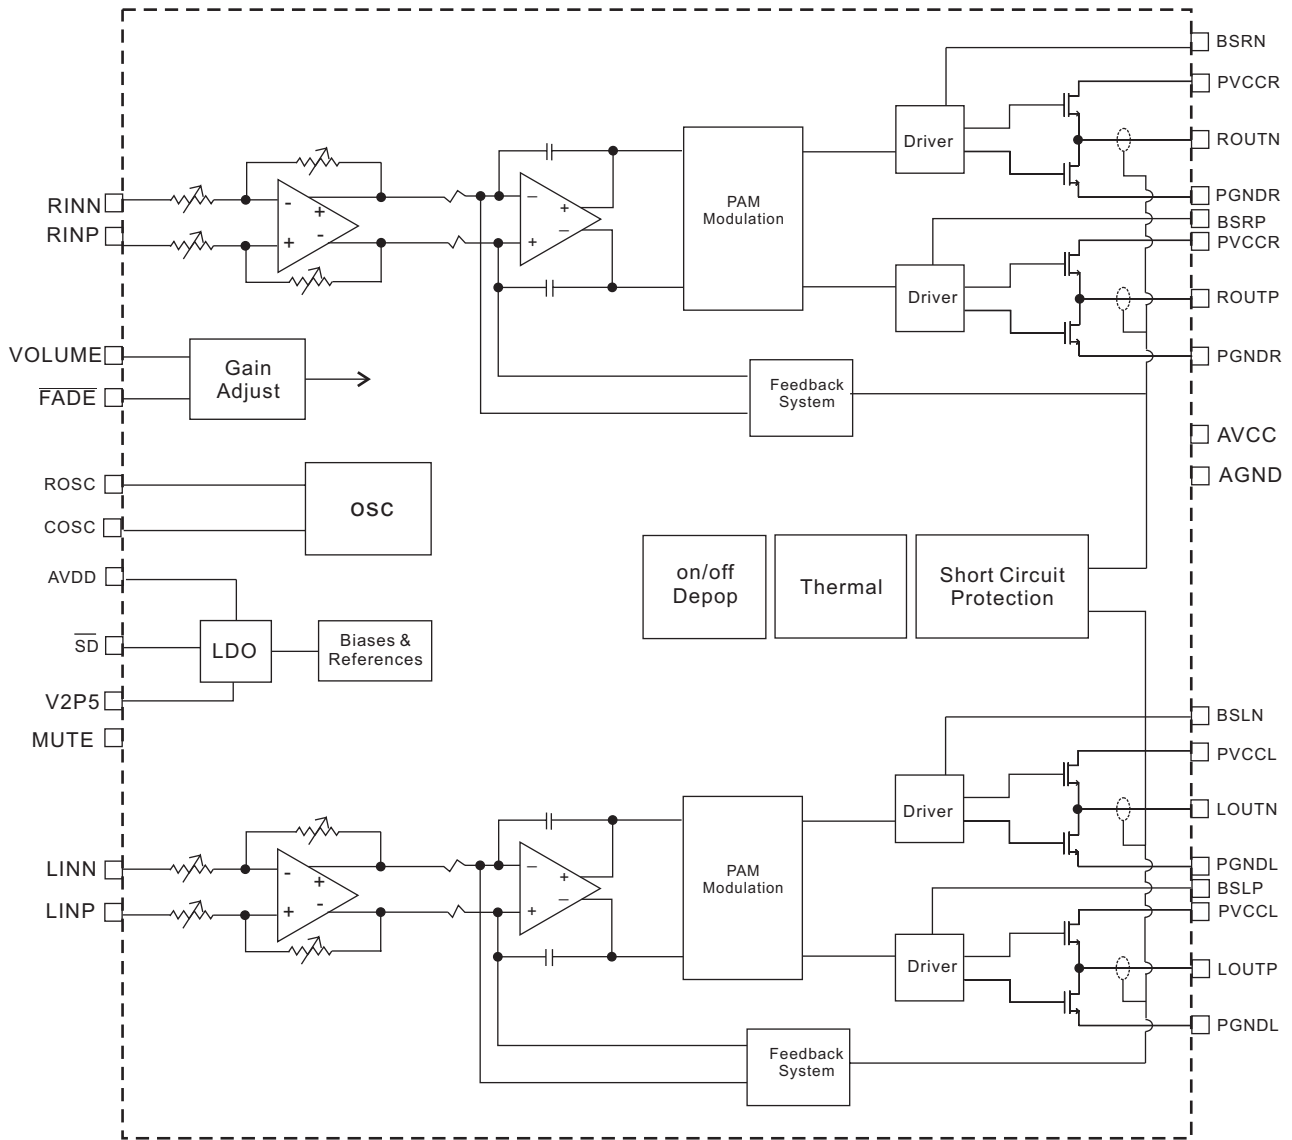 BSRN
PVCCR
Driver
ROUTN
PAM
Modulation
RINN
PGNDR
RINP
BSRP
PVCCR
Driver
ROUTP
VOLUME
PGNDR
Gain
Adjust
FADE
Feedback
System
AVCC
AGND
ROSC
OSC
COSC
AVDD
on/off
Depop
Thermal
Short Circuit
Protection
SD
LDO
Biases &
References
V2P5
MUTE
BSLN
PVCCL
Driver
LOUTN
LINN
PAM
Modulation
PGNDL
BSLP
LINP
PVCCL
Driver
LOUTP
PGNDL
Feedback
System